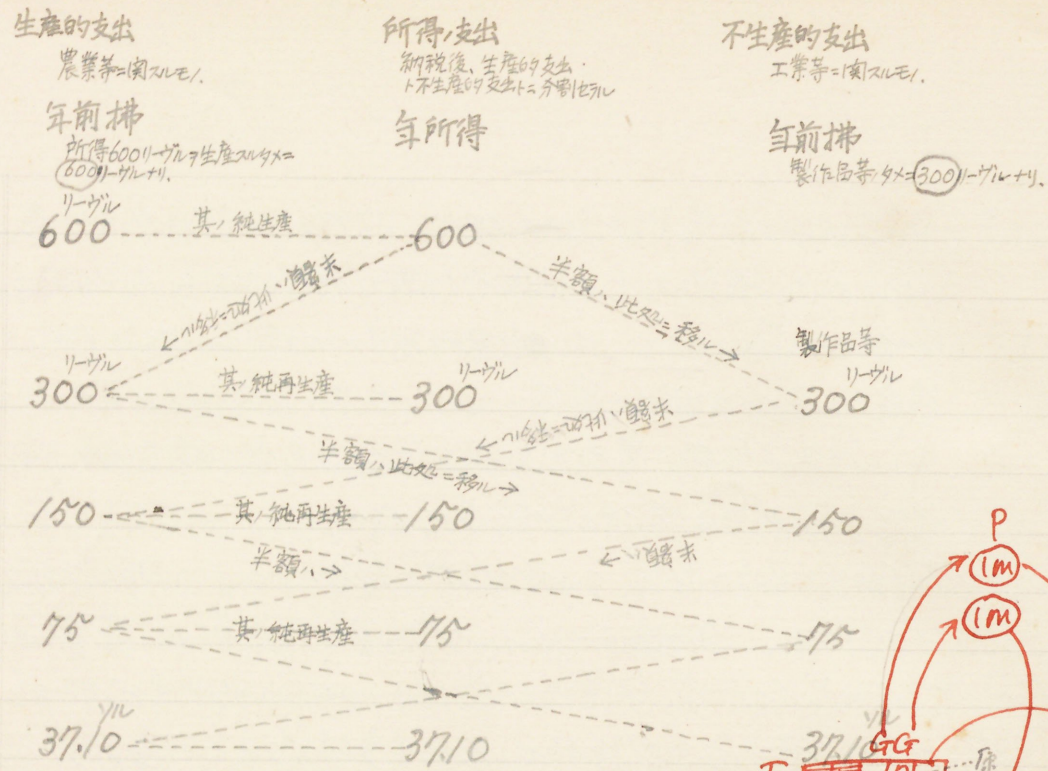 生産的支出
農業等ニ関スルモノ.
年前拂
所得600リーヴルヲ生産スルタメニ
600リーヴルナリ.
所得ノ支出
納税後、生産的支出
ト不生産的支出トニ分割セラル
年所得
不生産的支出
工業等ニ関スルモノ.
年前拂
製作品等ノタメニ300リーヴルナリ.
リーヴル
600 其ノ純生産 600
半額ハ此処ニ移ル→
製作品等
リーヴル リーヴル リーヴル
300 其ノ純再生産 300 300
半額ハ此処ニ移ル→
150 其ノ純再生産 150 150
半額ハ→
75 其ノ純再生産 75 75
ソル ソル
37.10 37.10 37.10
P
1m
1m
GG